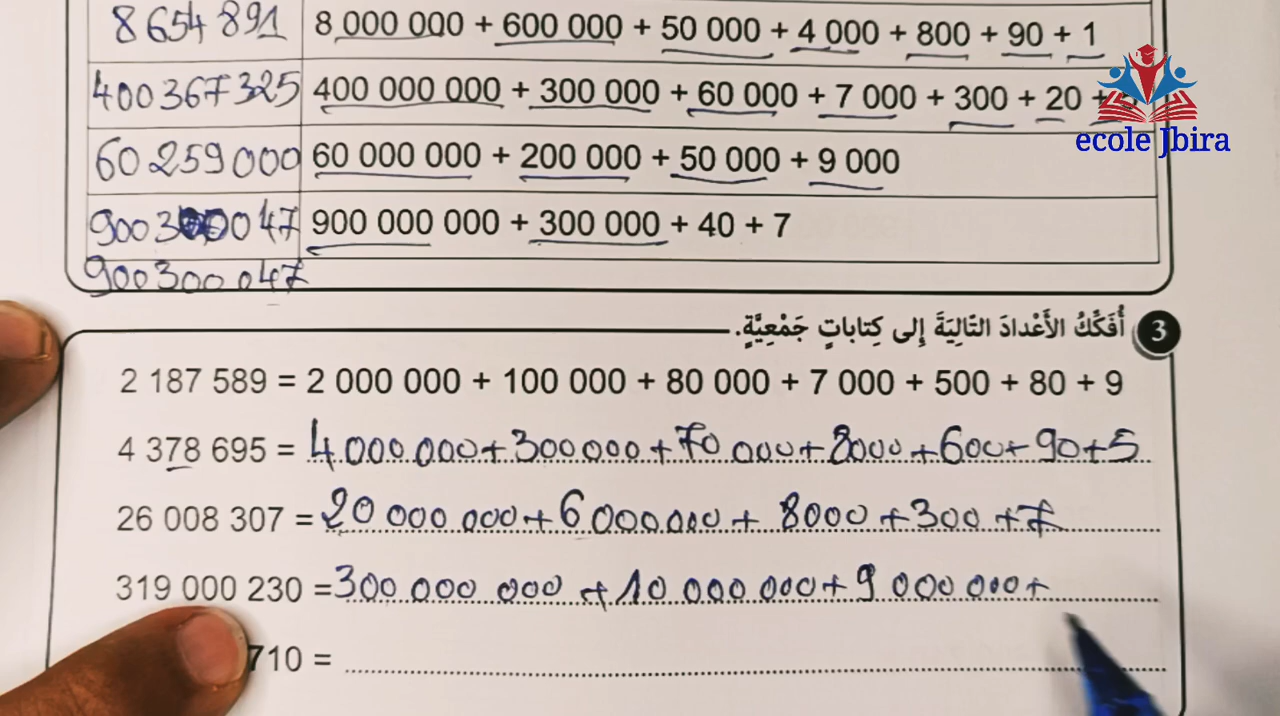 8 654 891 8 000 000 + 600 000 + 50 000 + 4 000 + 800 + 90 + 1
400 367 325 400 000 000 + 300 000 + 60 000 + 7 000 + 300 + 20 +
ecole Jbira
60 259 000 60 000 000 + 200 000 + 50 000 + 9 000
900 300 047 900 000 000 + 300 000 + 40 + 7
900 300 047
3 أُفَكِّكُ الأَعْدادَ التّالِيَةَ إِلى كِتاباتٍ جَمْعِيَّةٍ.
2 187 589 = 2 000 000 + 100 000 + 80 000 + 7 000 + 500 + 80 + 9
4 378 695 = 4 000 000 + 300 000 + 70 000 + 8000 + 600 + 90 + 5
26 008 307 = 20 000 000 + 6 000 000 + 8000 + 300 + 7
319 000 230 = 300 000 000 + 10 000 000 + 9 000 000 +
710 =